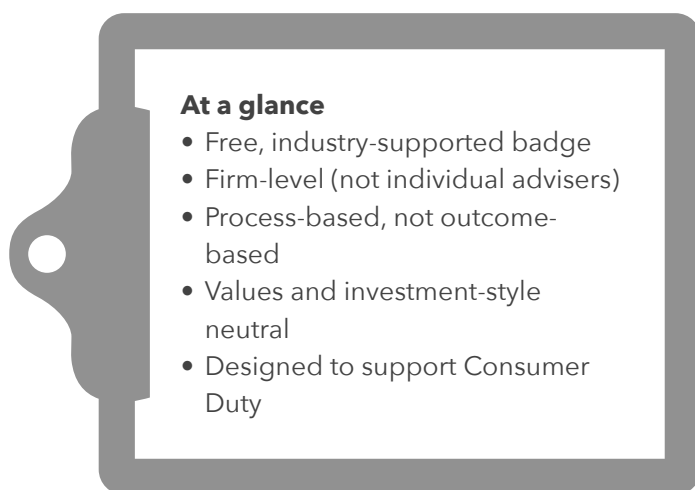 At a glance
• Free, industry-supported badge
• Firm-level (not individual advisers)
• Process-based, not outcome-
based
• Values and investment-style
neutral
• Designed to support Consumer
Duty